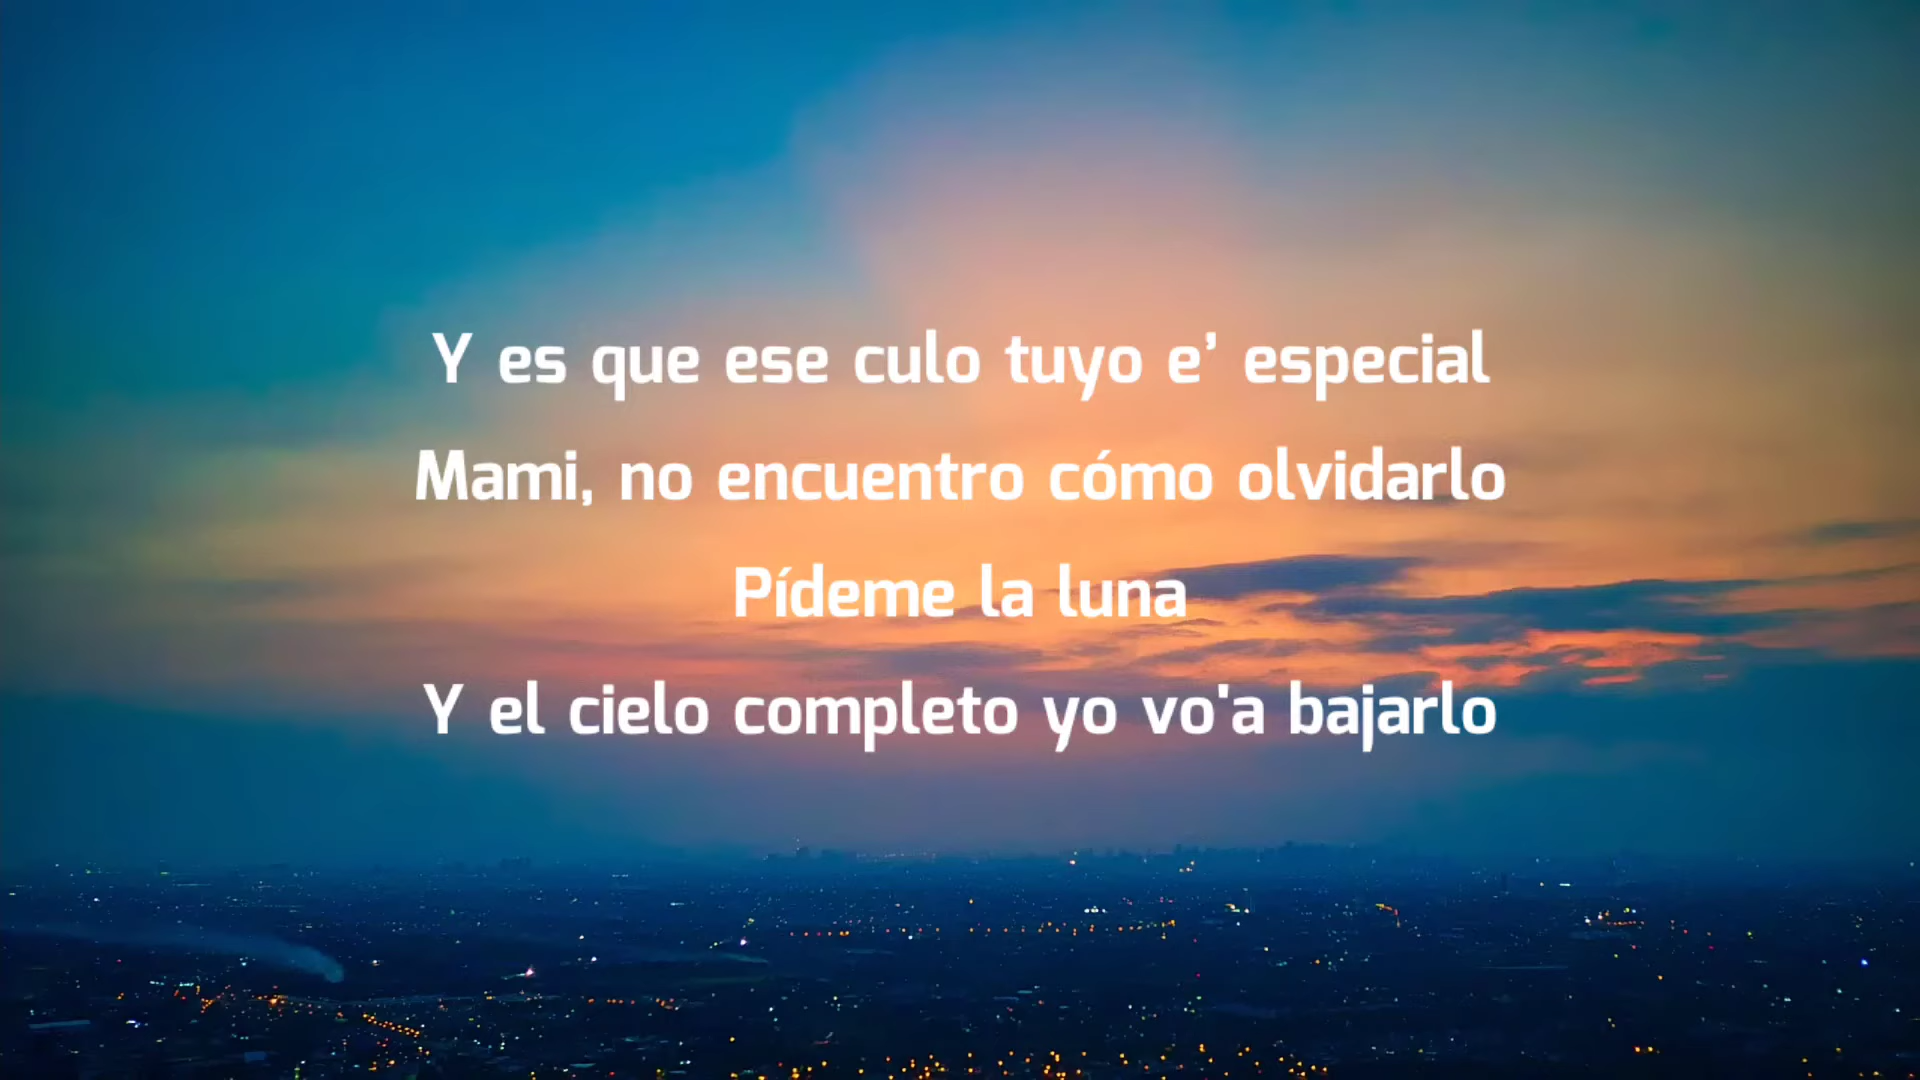 Y es que ese culo tuyo e’ especial
Mami, no encuentro cómo olvidarlo
Pídeme la luna
Y el cielo completo yo vo'a bajarlo